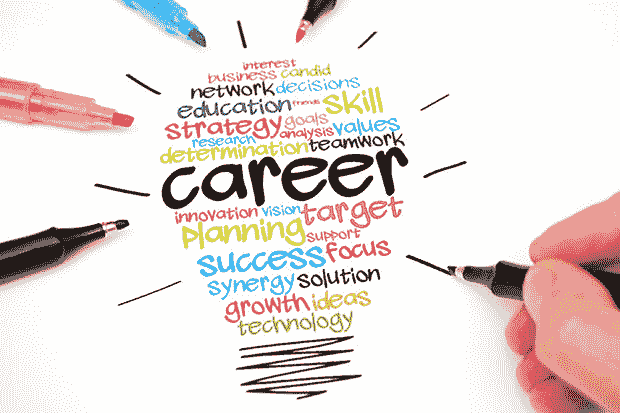 interest
business candid
network decisions
education friends skill
strategy goals
research analysis values
determination teamwork
career
innovation vision target
planning support
success focus
synergy solution
growth ideas
technology